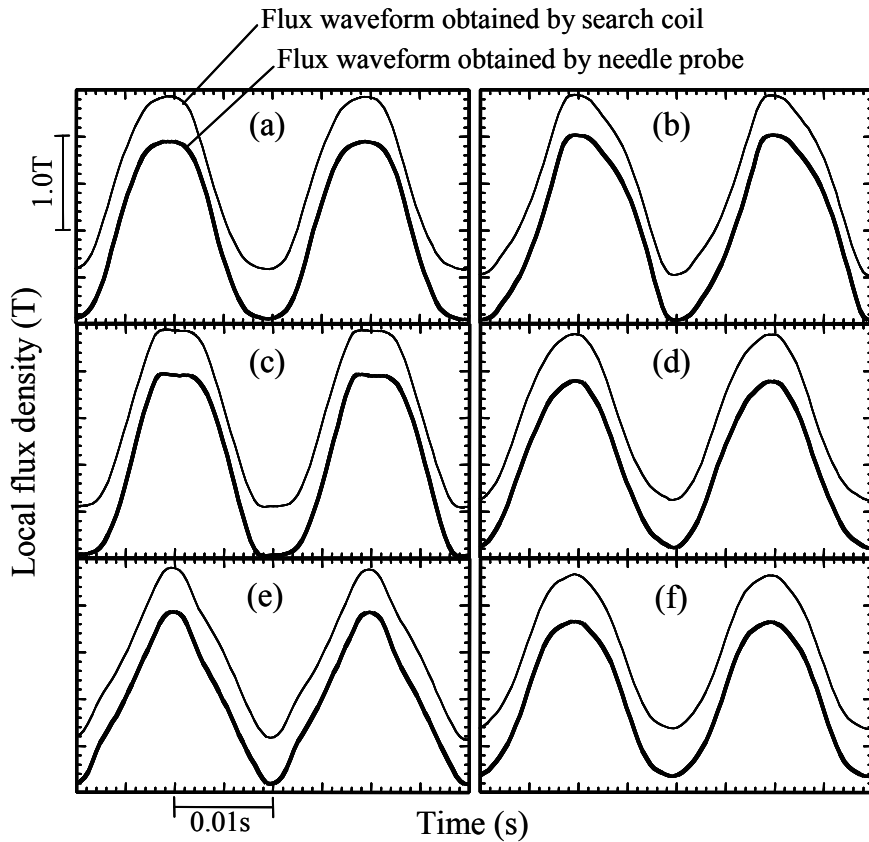 Flux waveform obtained by search coil
Flux waveform obtained by needle probe
(a)
(b)
1.0T
(c)
(d)
Local flux density (T)
(e)
(f)
0.01s
Time (s)